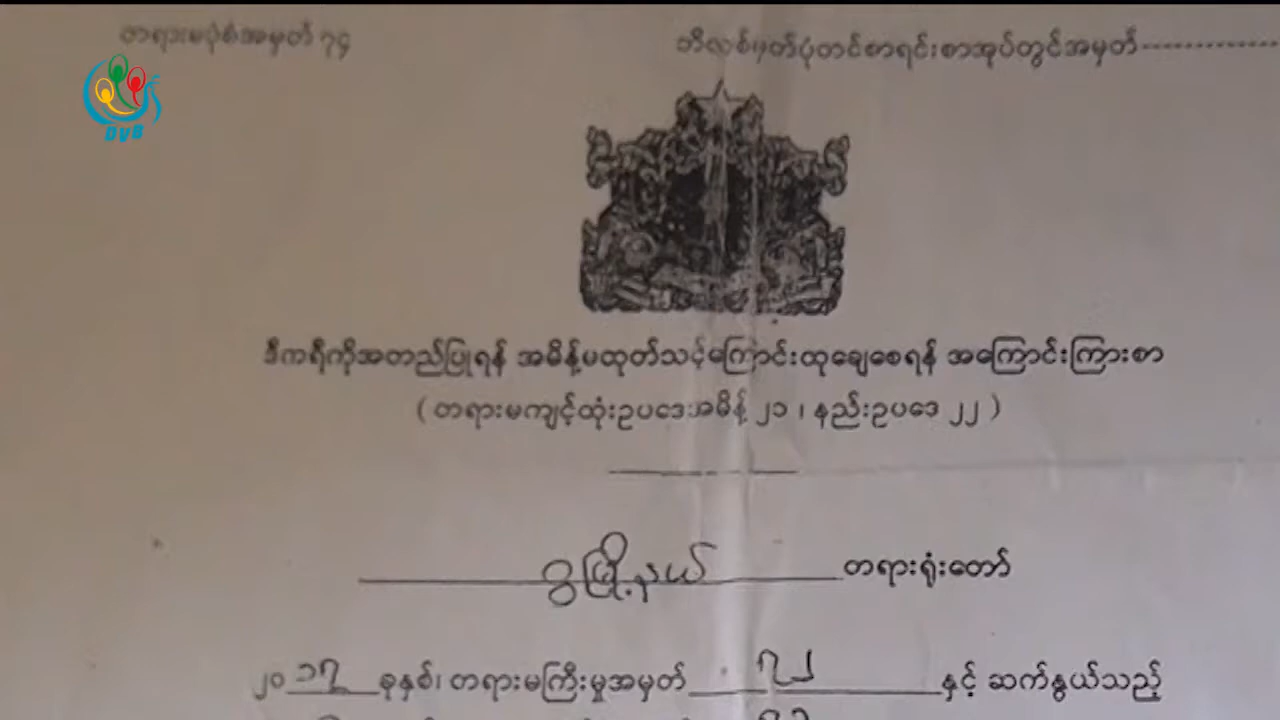 တရားမပုံစံအမှတ် ၇၄
ဘီလစ်ဖွတ်ပုံတင်စာရင်းစာအုပ်တွင်အမှတ်
DVB
ဒီကရီကိုအတည်ပြုရန် အမိန့်မထုတ်သင့်ကြောင်းထုချေစေရန် အကြောင်းကြားစာ
( တရားမကျင့်ထုံးဥပဒေအမိန့် ၂၁ ၊ နည်းဥပဒေ ၂၂ )
ဂွမြို့နယ် တရားရုံးတော်
၂၀၁၇ ခုနှစ်၊ တရားမကြီးမှုအမှတ် ၇၂ နှင့် ဆက်နွယ်သည့်